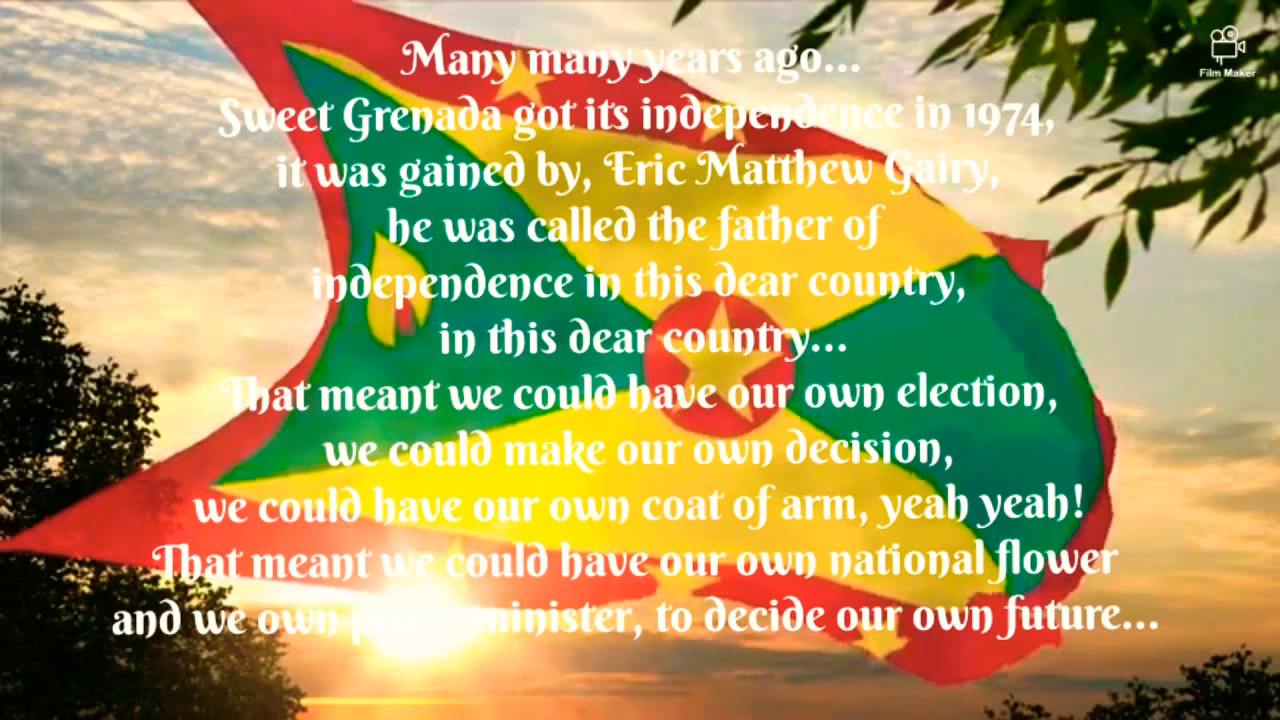 Many many years ago...
Sweet Grenada got its independence in 1974,
it was gained by, Eric Matthew Gairy,
he was called the father of
independence in this dear country,
in this dear country...
That meant we could have our own election,
we could make our own decision,
we could have our own coat of arm, yeah yeah!
That meant we could have our own national flower
and we own minister, to decide our own future...
Film Maker